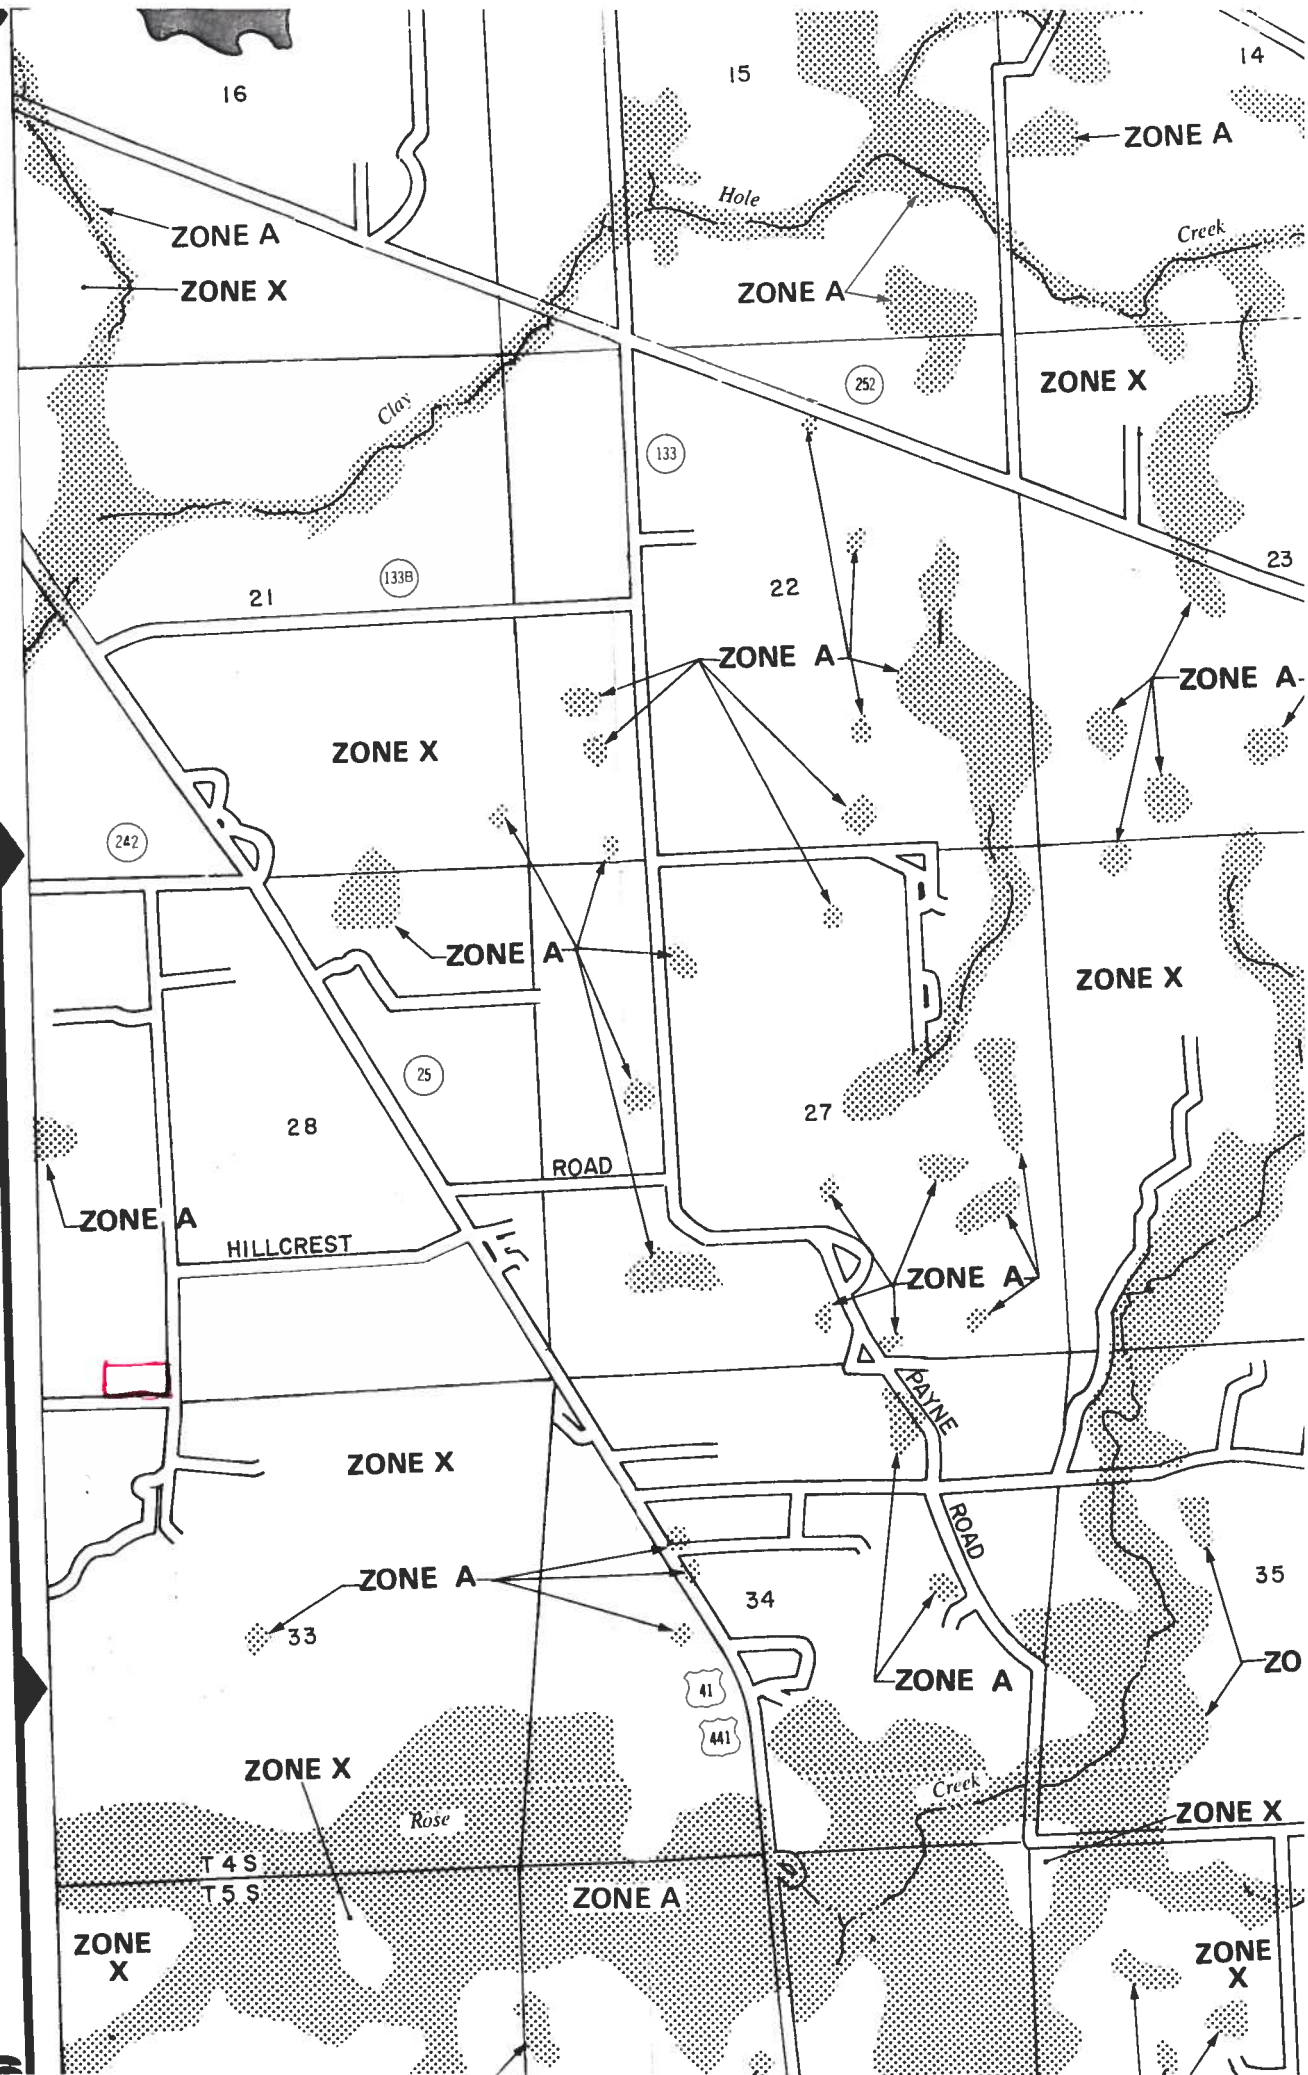 16
15
14
ZONE A
ZONE A
Hole
Creek
ZONE X
ZONE A
252
ZONE X
Clay
133
133B
21
22
23
ZONE A
ZONE A
ZONE X
242
ZONE A
ZONE X
25
28
27
ROAD
ZONE A
HILLCREST
ZONE A
PAYNE
ZONE X
ROAD
ZONE A
34
35
33
ZO
41
ZONE A
441
ZONE X
Creek
ZONE X
Rose
T 4 S
T 5 S
ZONE A
ZONE
X
ZONE
X